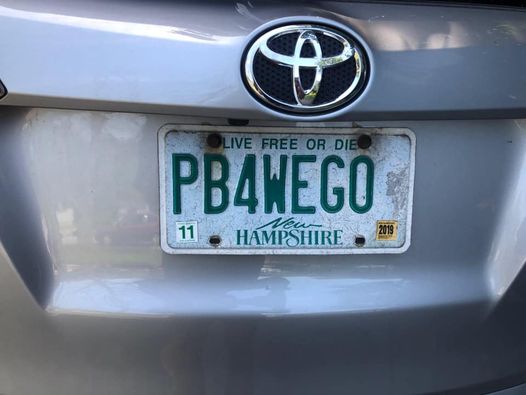 LIVE FREE OR DIE
PB4WEGO
11
New
HAMPSHIRE
2019